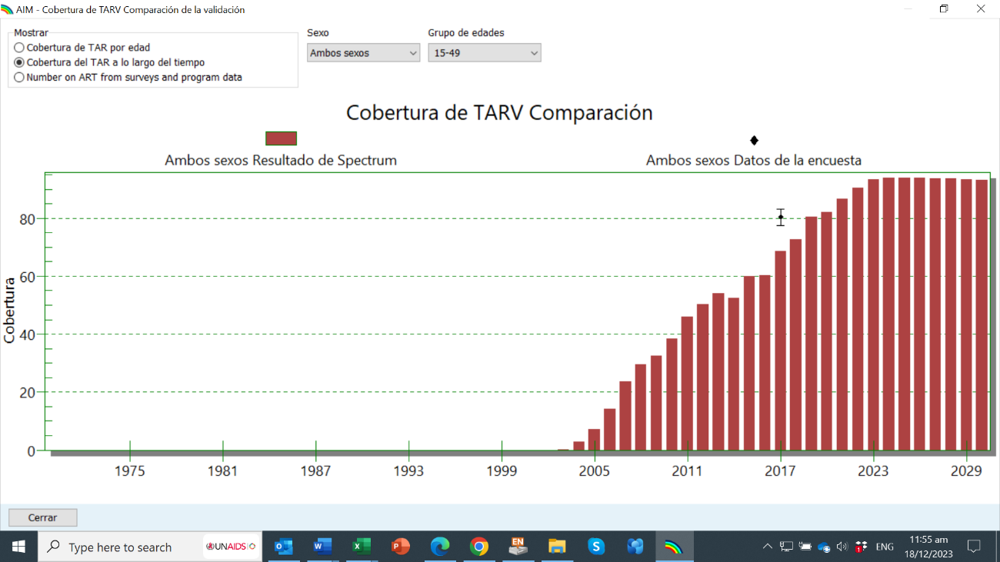 AIM - Cobertura de TARV Comparación de la validación
Mostrar
Cobertura de TAR por edad
Cobertura del TAR a lo largo del tiempo
Number on ART from surveys and program data
Sexo
Ambos sexos
Grupo de edades
15-49
Cobertura de TARV Comparación
Ambos sexos Resultado de Spectrum
Ambos sexos Datos de la encuesta
Cobertura
80
60
40
20
0
1975 1981 1987 1993 1999 2005 2011 2017 2023 2029
Cerrar
Type here to search
UNAIDS
EN
1
ENG
11:55 am
18/12/2023